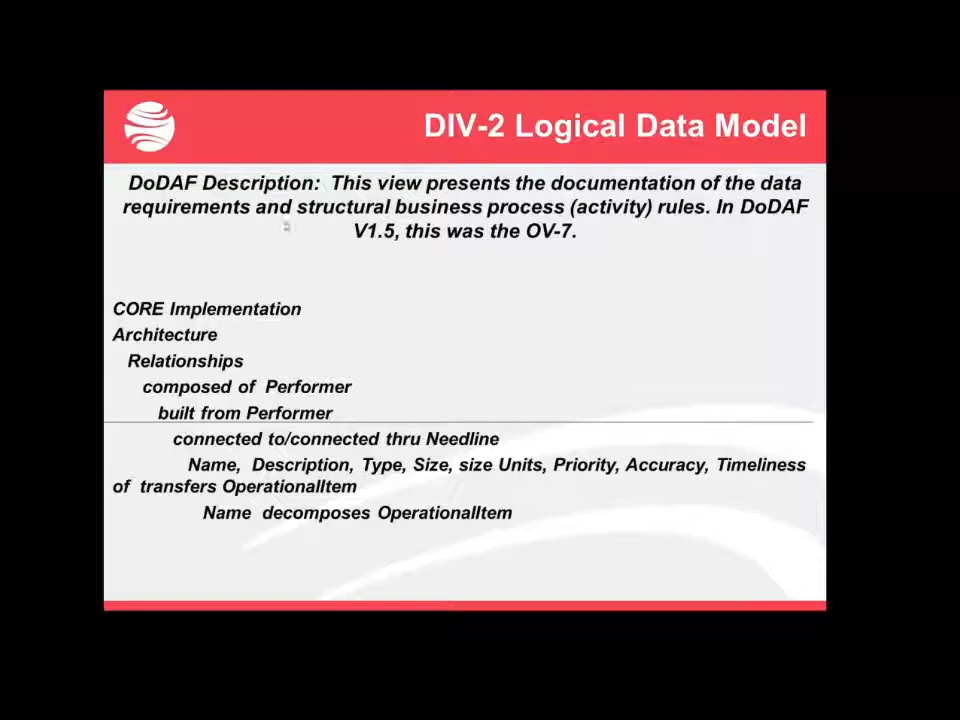 DIV-2 Logical Data Model
DoDAF Description: This view presents the documentation of the data
requirements and structural business process (activity) rules. In DoDAF
V1.5, this was the OV-7.
CORE Implementation
Architecture
Relationships
composed of Performer
built from Performer
connected to/connected thru Needline
Name, Description, Type, Size, size Units, Priority, Accuracy, Timeliness
of transfers OperationalItem
Name decomposes OperationalItem